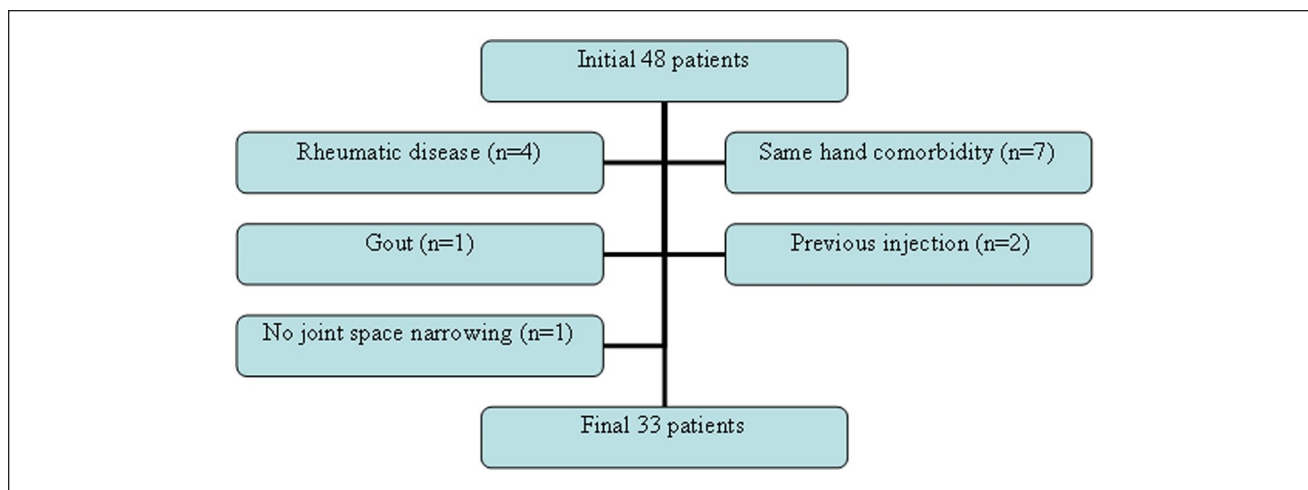 Initial 48 patients
Rheumatic disease (n=4)
Same hand comorbidity (n=7)
Gout (n=1)
Previous injection (n=2)
No joint space narrowing (n=1)
Final 33 patients